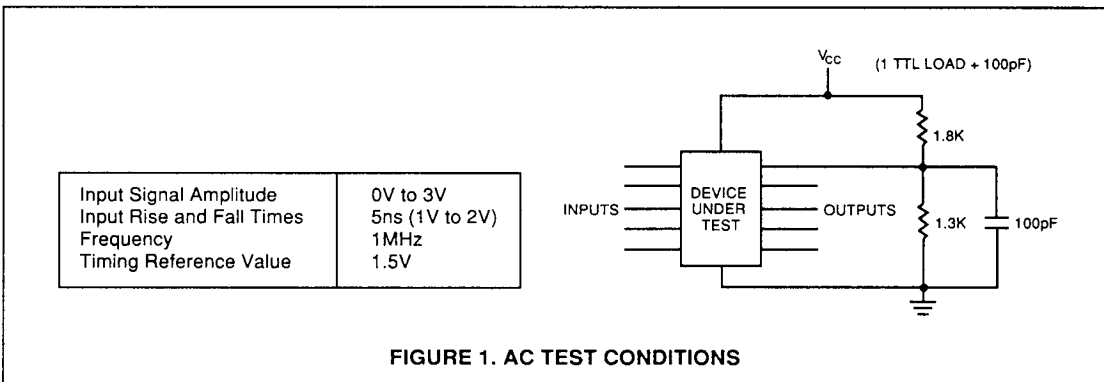 V_CC (1 TTL LOAD + 100pF)
1.8K
Input Signal Amplitude 0V to 3V
Input Rise and Fall Times 5ns (1V to 2V)
Frequency 1MHz
Timing Reference Value 1.5V
INPUTS
DEVICE
UNDER
TEST
OUTPUTS
1.3K
100pF
FIGURE 1. AC TEST CONDITIONS